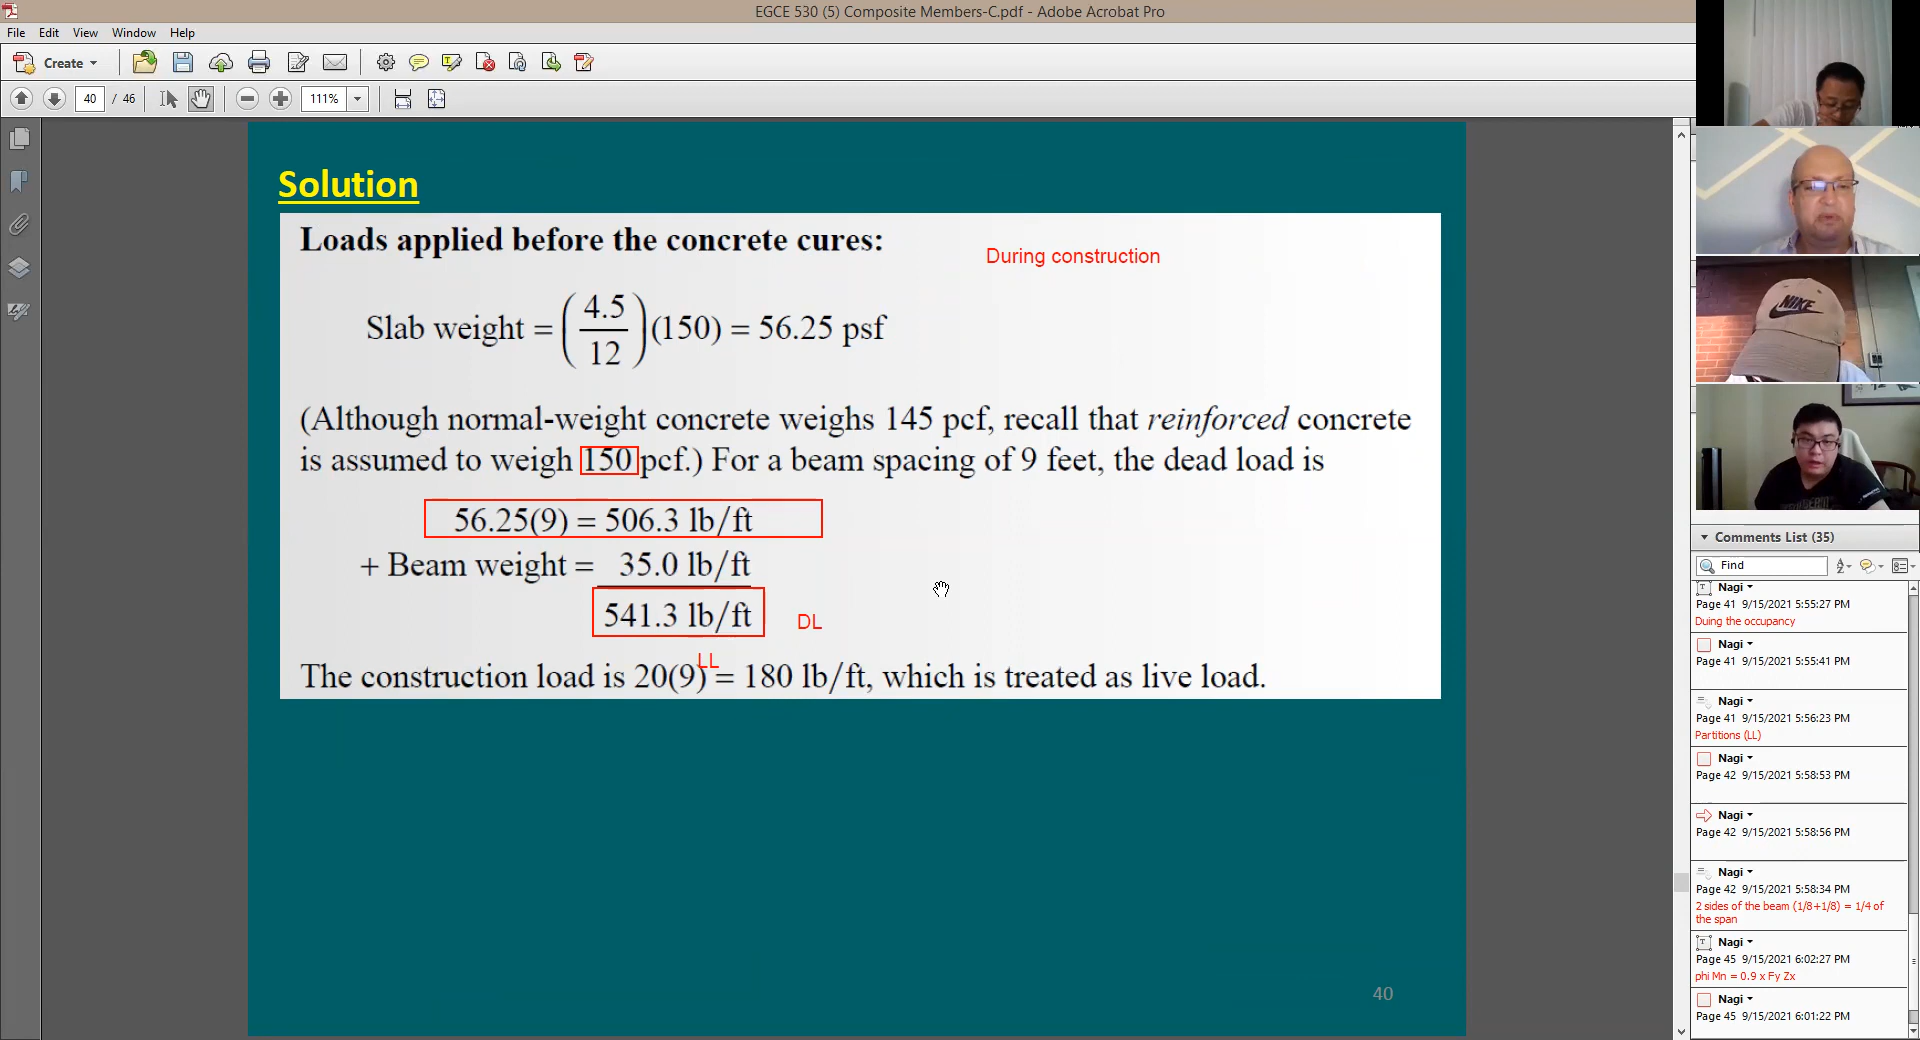 EGCE 530 (5) Composite Members-C.pdf - Adobe Acrobat Pro
File Edit View Window Help
Create
40 / 46 111%
Solution
Loads applied before the concrete cures:
During construction
Slab weight = (4.5/12)(150) = 56.25 psf
(Although normal-weight concrete weighs 145 pcf, recall that reinforced concrete
is assumed to weigh 150 pcf.) For a beam spacing of 9 feet, the dead load is
56.25(9) = 506.3 lb/ft
+ Beam weight = 35.0 lb/ft
541.3 lb/ft
DL
LL
The construction load is 20(9) = 180 lb/ft, which is treated as live load.
40
NIKE
Comments List (35)
Find
Nagi
Page 41 9/15/2021 5:55:27 PM
Duing the occupancy
Nagi
Page 41 9/15/2021 5:55:41 PM
Nagi
Page 41 9/15/2021 5:56:23 PM
Partitions (LL)
Nagi
Page 42 9/15/2021 5:58:53 PM
Nagi
Page 42 9/15/2021 5:58:56 PM
Nagi
Page 42 9/15/2021 5:58:34 PM
2 sides of the beam (1/8+1/8) = 1/4 of
the span
Nagi
Page 45 9/15/2021 6:02:27 PM
phi Mn = 0.9 x Fy Zx
Nagi
Page 45 9/15/2021 6:01:22 PM